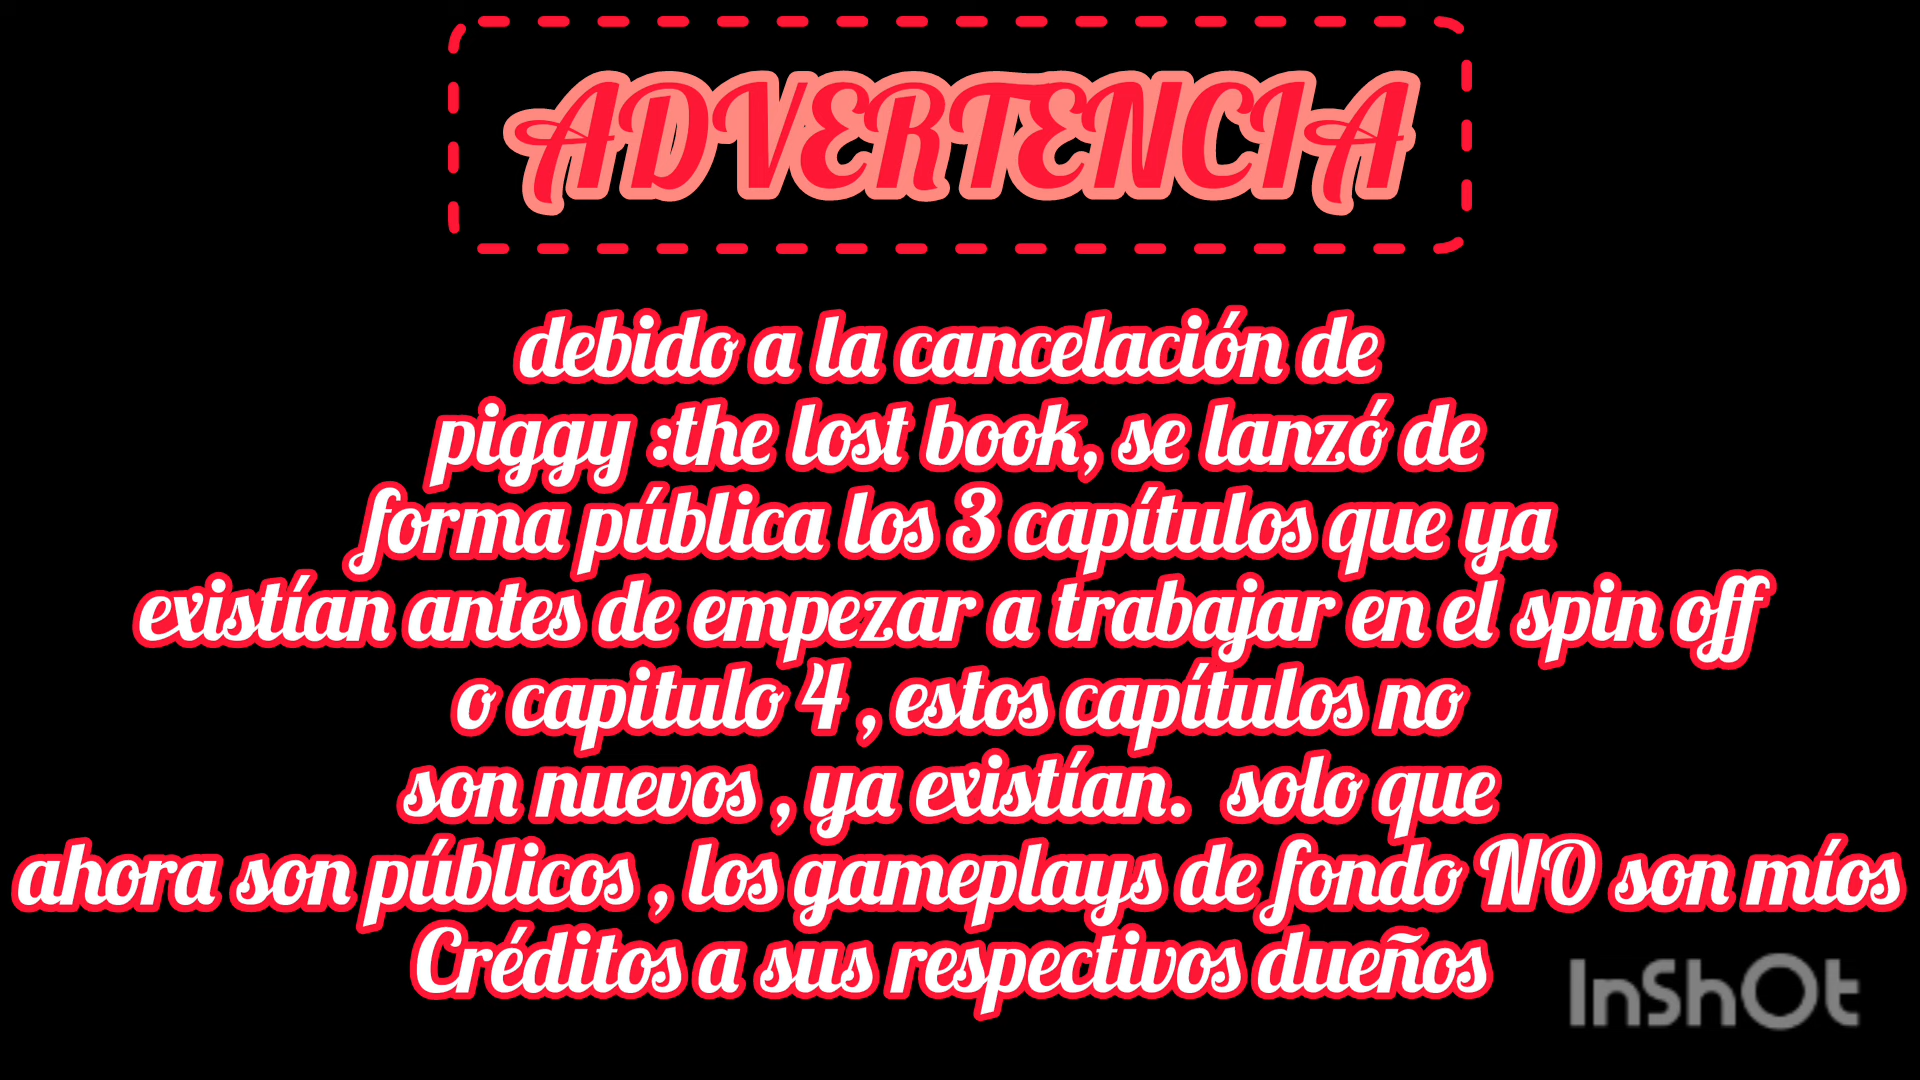 ADVERTENCIA
debido a la cancelación de
piggy :the lost book, se lanzó de
forma pública los 3 capítulos que ya
existían antes de empezar a trabajar en el spin off
o capitulo 4 , estos capítulos no
son nuevos , ya existían. solo que
ahora son públicos , los gameplays de fondo NO son míos
Créditos a sus respectivos dueños
InShOt